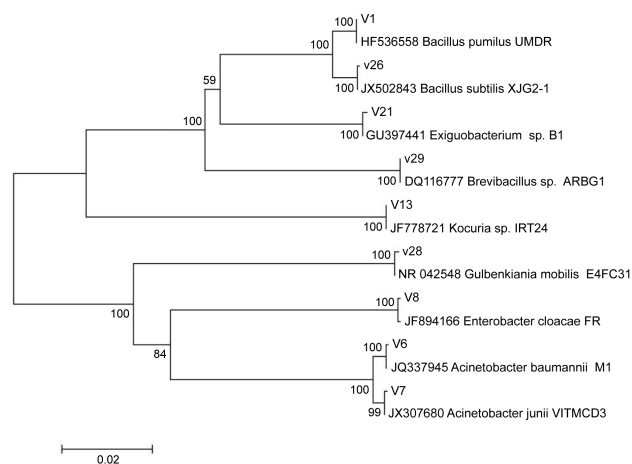 V1
100
100
HF536558 Bacillus pumilus UMDR
v26
59
100
JX502843 Bacillus subtilis XJG2-1
V21
100
100
GU397441 Exiguobacterium sp. B1
v29
100
DQ116777 Brevibacillus sp. ARBG1
V13
100
JF778721 Kocuria sp. IRT24
v28
100
NR 042548 Gulbenkiania mobilis E4FC31
V8
100
100
JF894166 Enterobacter cloacae FR
V6
100
84
JQ337945 Acinetobacter baumannii M1
100
V7
99
JX307680 Acinetobacter junii VITMCD3
0.02